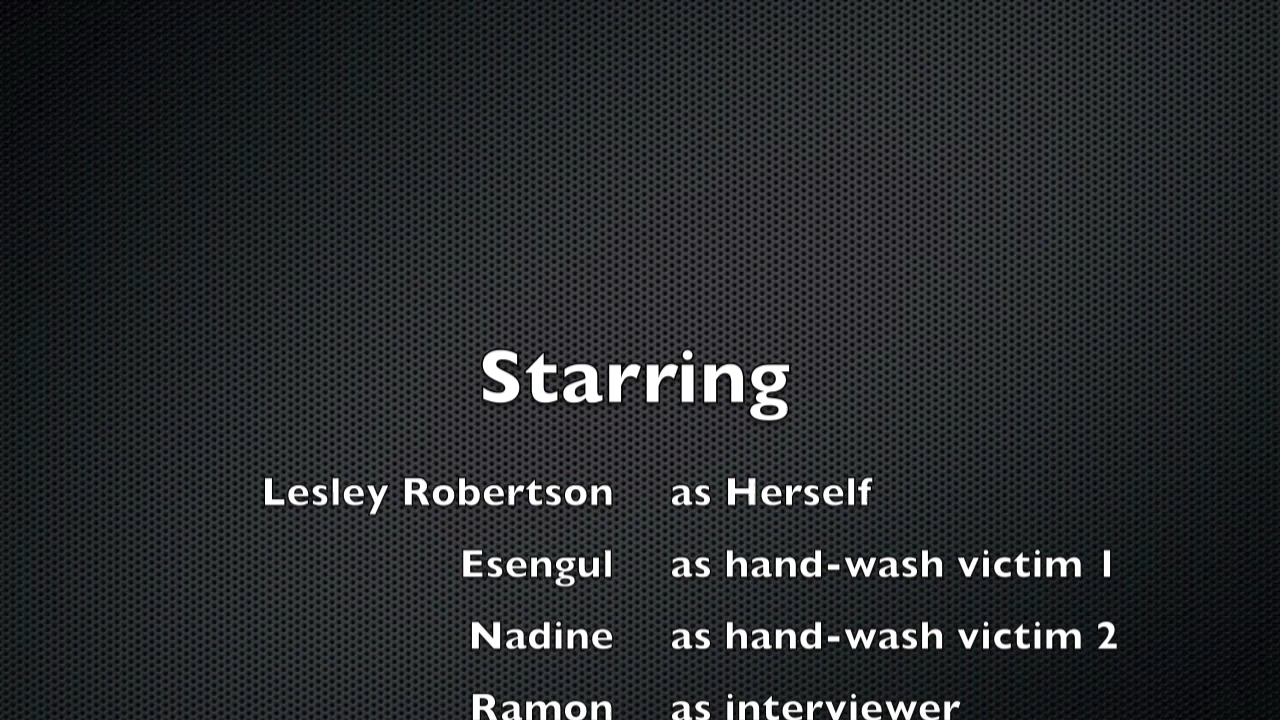 Starring
Lesley Robertson as Herself
Esengul as hand-wash victim 1
Nadine as hand-wash victim 2
Ramon as interviewer